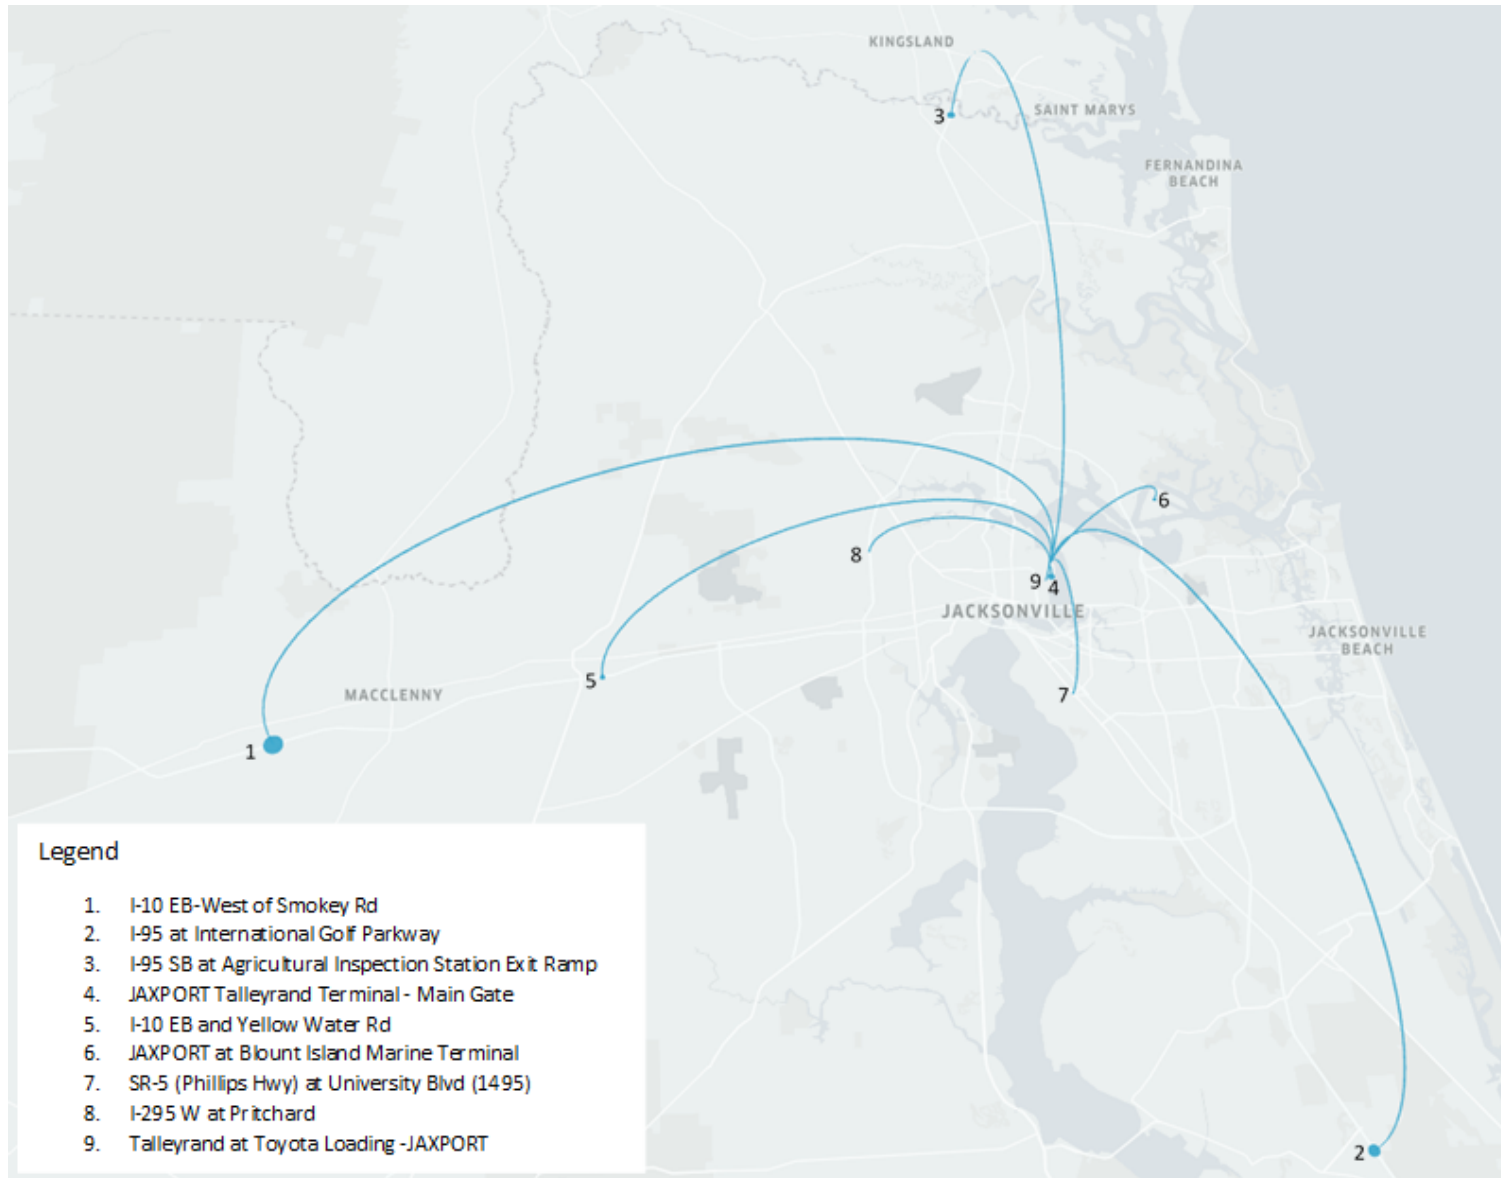 KINGSLAND
3
SAINT MARYS
FERNANDINA
BEACH
6
8
9
4
JACKSONVILLE
JACKSONVILLE
BEACH
5
7
MACCLENNY
1
Legend
1. I-10 EB-West of Smokey Rd
2. I-95 at International Golf Parkway
3. I-95 SB at Agricultural Inspection Station Exit Ramp
4. JAXPORT Talleyrand Terminal - Main Gate
5. I-10 EB and Yellow Water Rd
6. JAXPORT at Blount Island Marine Terminal
7. SR-5 (Phillips Hwy) at University Blvd (1495)
8. I-295 W at Pritchard
9. Talleyrand at Toyota Loading -JAXPORT
2